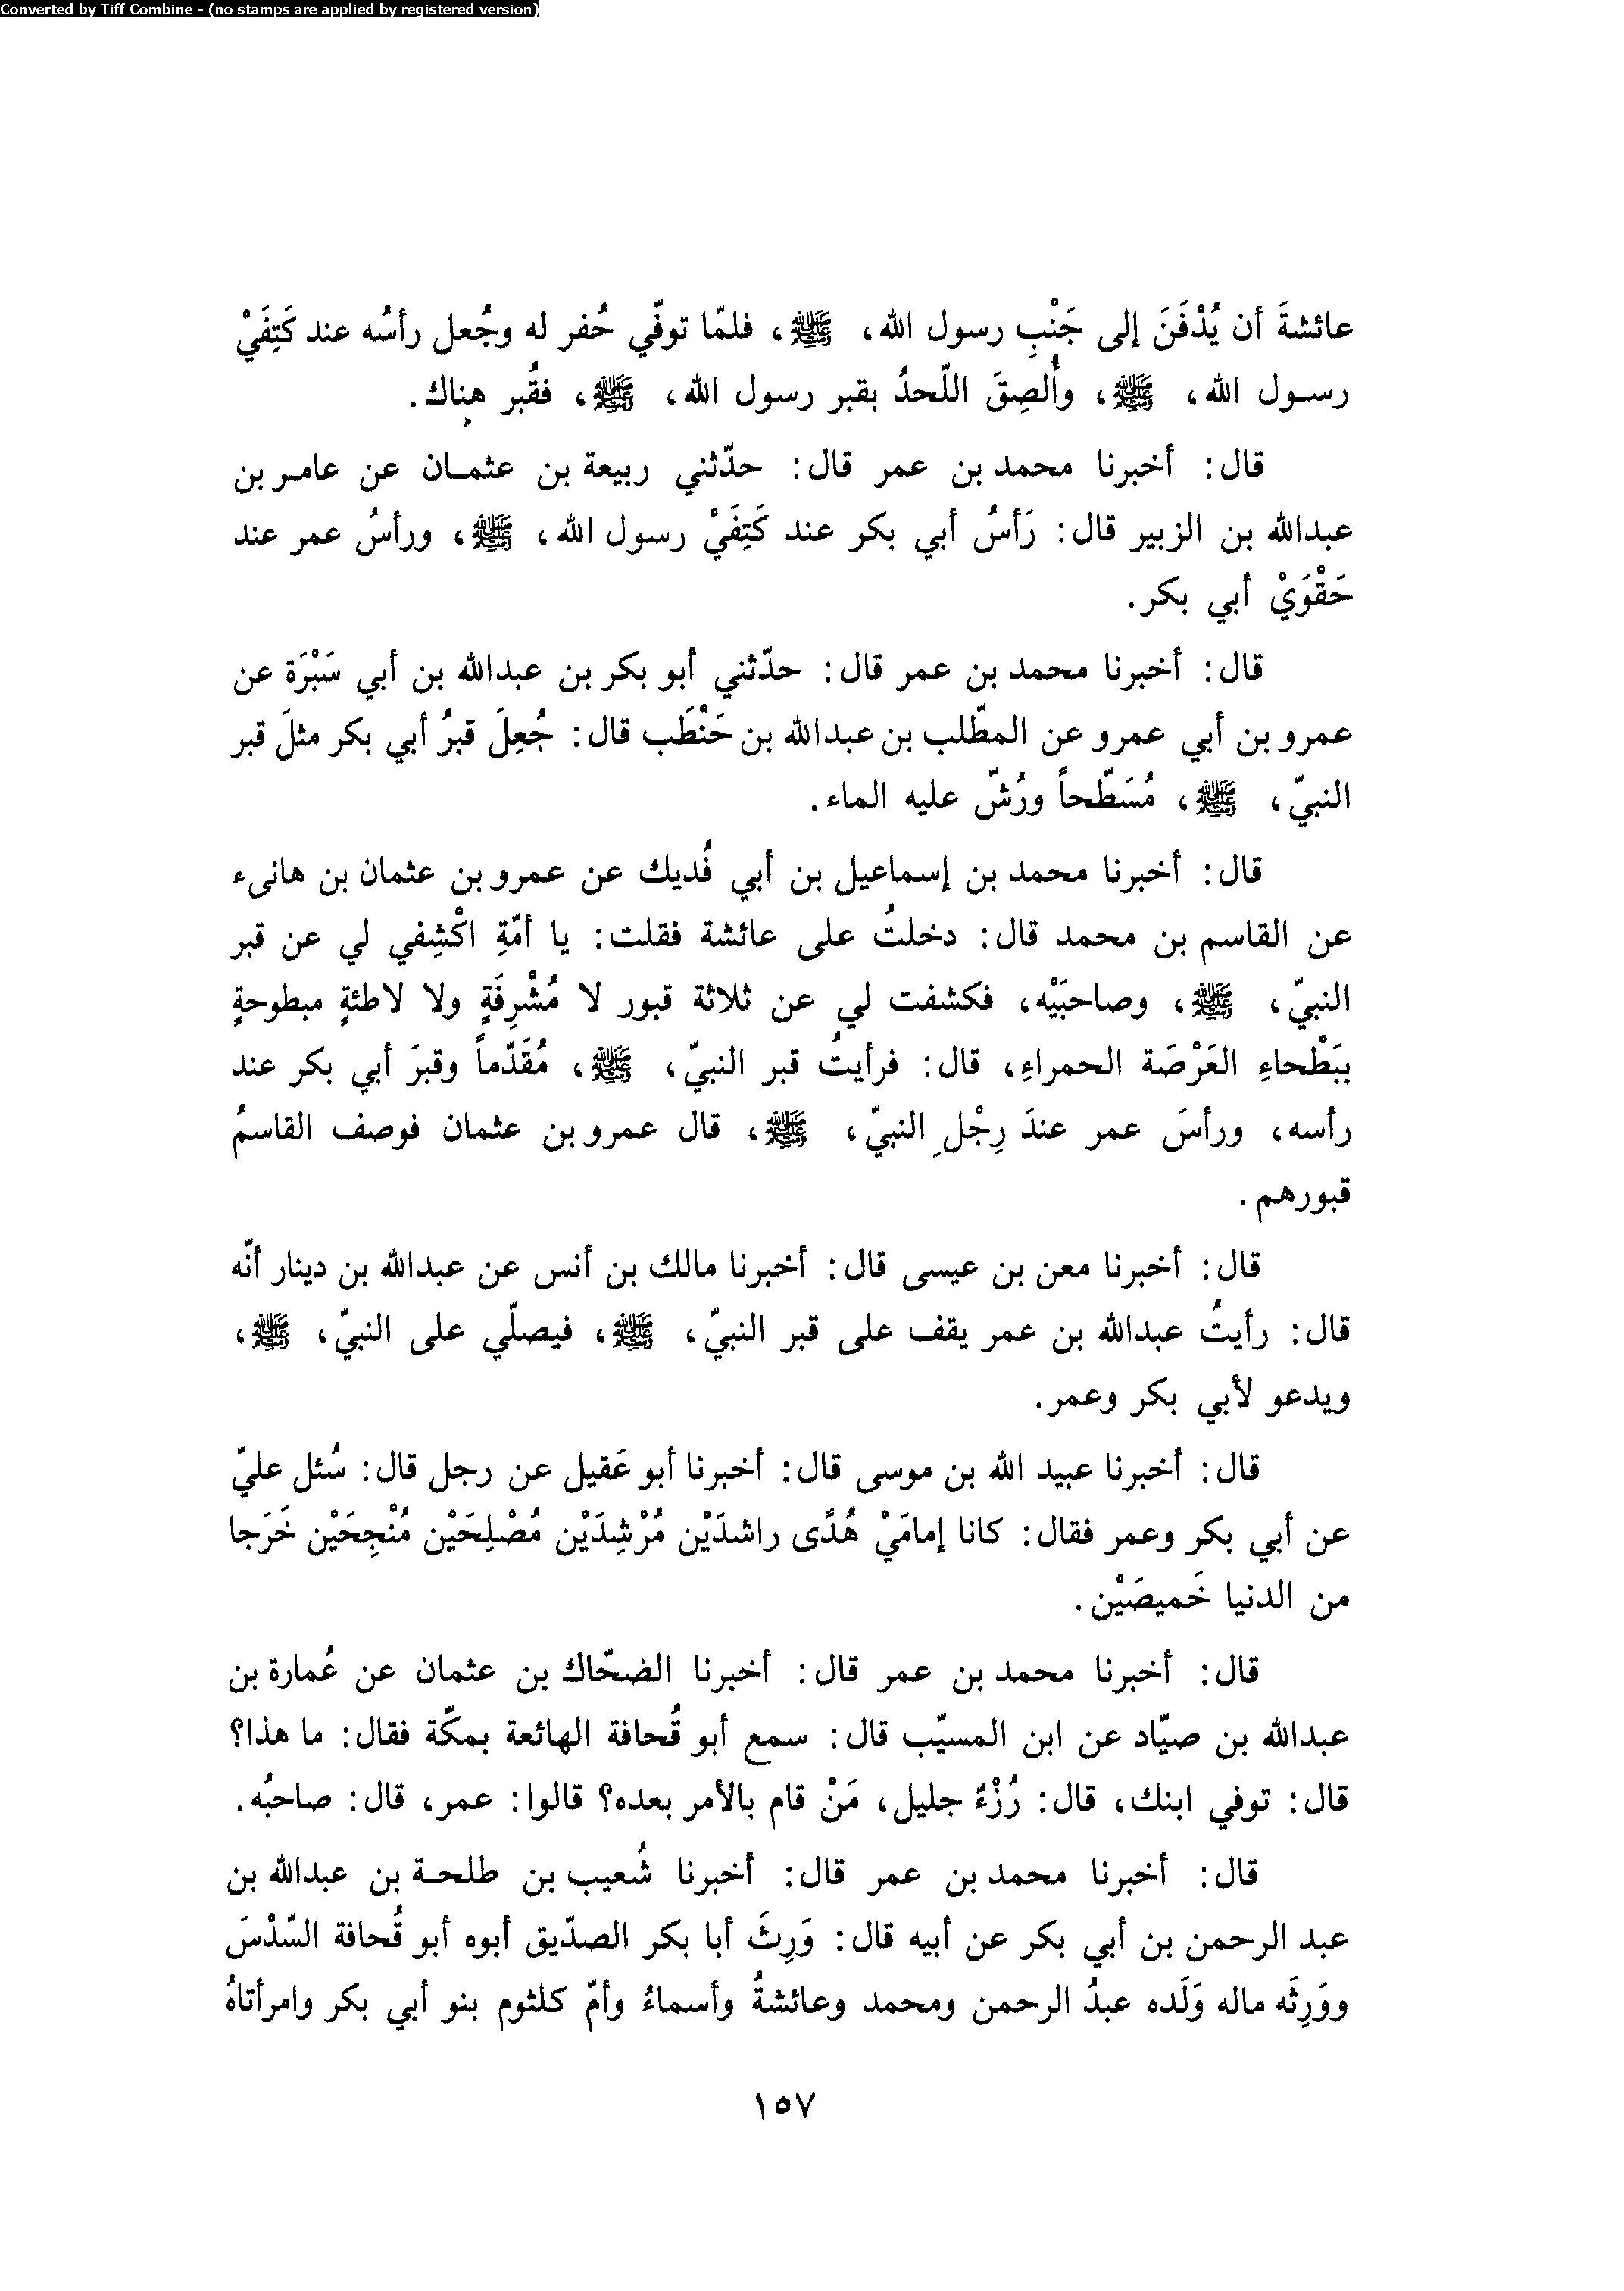 Converted by Tiff Combine - (no stamps are applied by registered version)
عائشةَ أن يُدْفَنَ إلى جَنْبِ رسول الله، ﷺ، فلمّا توفّي حُفر له وجُعل رأسُه عند كَتِفَيْ
رسـول الله، ﷺ، وأُلصِقَ اللّحدُ بقبر رسول الله، ﷺ، فقُبر هناك.
قال: أخبرنا محمد بن عمر قال: حدّثني ربيعة بن عثمـان عن عامـر بن
عبدالله بن الزبير قال: رَأسُ أبي بكر عند كَتِفَيْ رسول الله، ﷺ، ورأسُ عمر عند
حَقْوَيْ أبي بكر.
قال: أخبرنا محمد بن عمر قال: حدّثني أبو بكر بن عبدالله بن أبي سَبْرَة عن
عمرو بن أبي عمرو عن المطّلب بن عبدالله بن حَنْطَب قال: جُعِلَ قبرُ أبي بكر مثلَ قبر
النبيّ، ﷺ، مُسَطّحاً ورُشّ عليه الماء.
قال: أخبرنا محمد بن إسماعيل بن أبي فُديك عن عمرو بن عثمان بن هانىء
عن القاسم بن محمد قال: دخلتُ على عائشة فقلت: يا أمّةِ اكْشِفي لي عن قبر
النبيّ، ﷺ، وصاحبَيْه، فكشفت لي عن ثلاثة قبور لا مُشْرِفَةٍ ولا لاطئةٍ مبطوحةٍ
ببَطْحاءِ العَرْصَة الحمراءِ، قال: فرأيتُ قبر النبيّ، ﷺ، مُقَدّماً وقبرَ أبي بكر عند
رأسه، ورأسَ عمر عندَ رِجْلِ النبيّ، ﷺ، قال عمرو بن عثمان فوصف القاسمُ
قبورهم.
قال: أخبرنا معن بن عيسى قال: أخبرنا مالك بن أنس عن عبدالله بن دينار أنّه
قال: رأيتُ عبدالله بن عمر يقف على قبر النبيّ، ﷺ، فيصلّي على النبيّ، ﷺ،
ويدعو لأبي بكر وعمر.
قال: أخبرنا عبيد الله بن موسى قال: أخبرنا أبو عَقيل عن رجل قال: سُئل عليّ
عن أبي بكر وعمر فقال: كانا إمامَيْ هُدًى راشدَيْن مُرْشِدَيْن مُصْلِحَيْن مُنْجِحَيْن خَرَجا
من الدنيا خَميصَيْن.
قال: أخبرنا محمد بن عمر قال: أخبرنا الضحّاك بن عثمان عن عُمارة بن
عبدالله بن صيّاد عن ابن المسيّب قال: سمع أبو قُحافة الهائعة بمكّة فقال: ما هذا؟
قال: توفي ابنك، قال: رُزْءٌ جليل، مَنْ قام بالأمر بعده؟ قالوا: عمر، قال: صاحبُه.
قال: أخبرنا محمد بن عمر قال: أخبرنا شُعيب بن طلحـة بن عبدالله بن
عبد الرحمن بن أبي بكر عن أبيه قال: وَرِثَ أبا بكر الصدّيق أبوه أبو قُحافة السّدْسَ
ووَرِثَه ماله وَلَده عبدُ الرحمن ومحمد وعائشةُ وأسماءُ وأمّ كلثوم بنو أبي بكر وامرأتاهُ
١٥٧